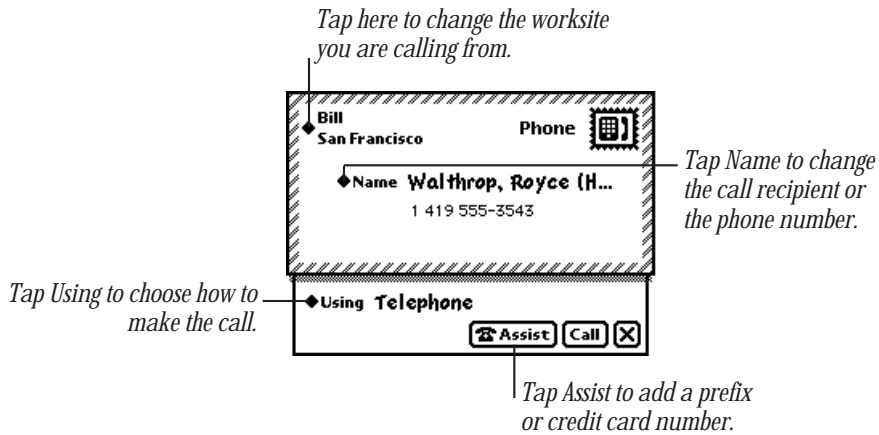 Tap here to change the worksite
you are calling from.
Bill
San Francisco
Phone
Name Walthrop, Royce (H...
1 419 555-3543
Tap Name to change
the call recipient or
the phone number.
Tap Using to choose how to
make the call.
Using Telephone
Assist Call X
Tap Assist to add a prefix
or credit card number.